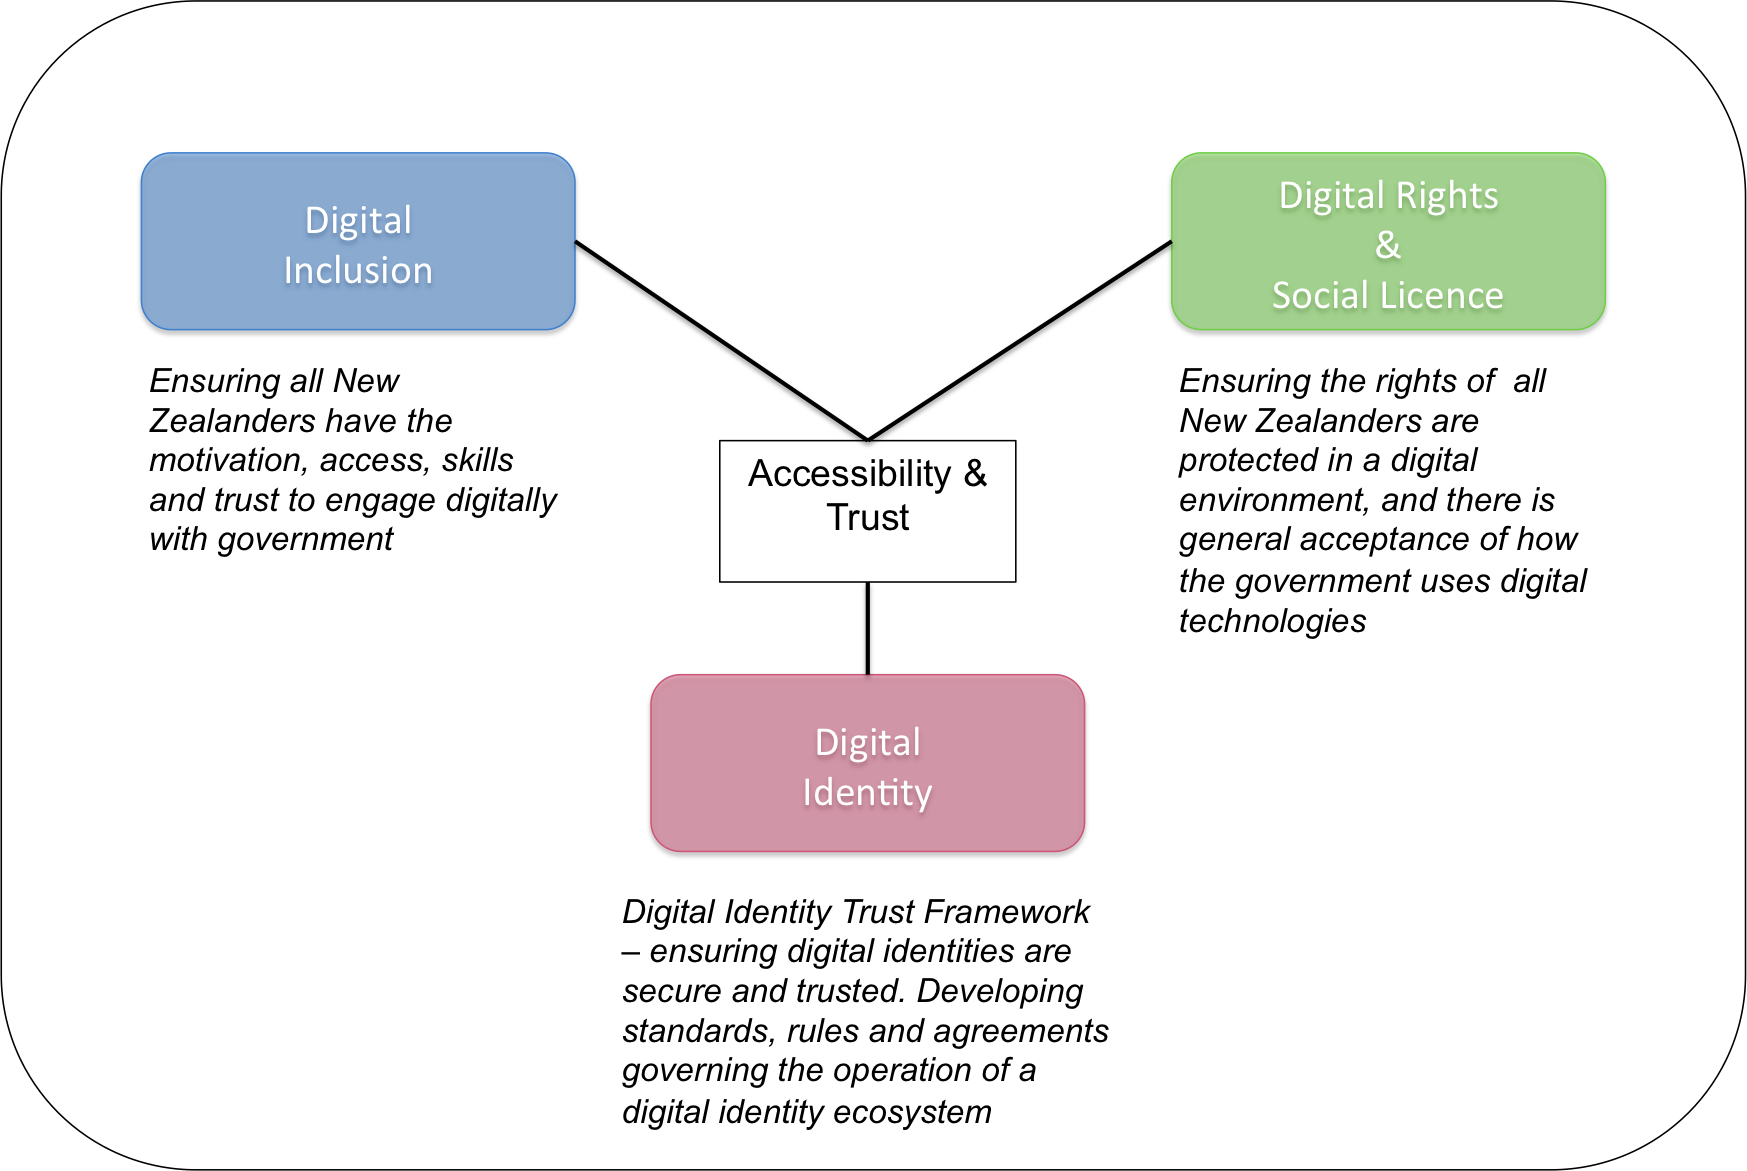 Digital
Inclusion
Ensuring all New
Zealanders have the
motivation, access, skills
and trust to engage digitally
with government
Digital Rights
&
Social Licence
Ensuring the rights of  all
New Zealanders are
protected in a digital
environment, and there is
general acceptance of how
the government uses digital
technologies
Accessibility &
Trust
Digital
Identity
Digital Identity Trust Framework
– ensuring digital identities are
secure and trusted. Developing
standards, rules and agreements
governing the operation of a
digital identity ecosystem